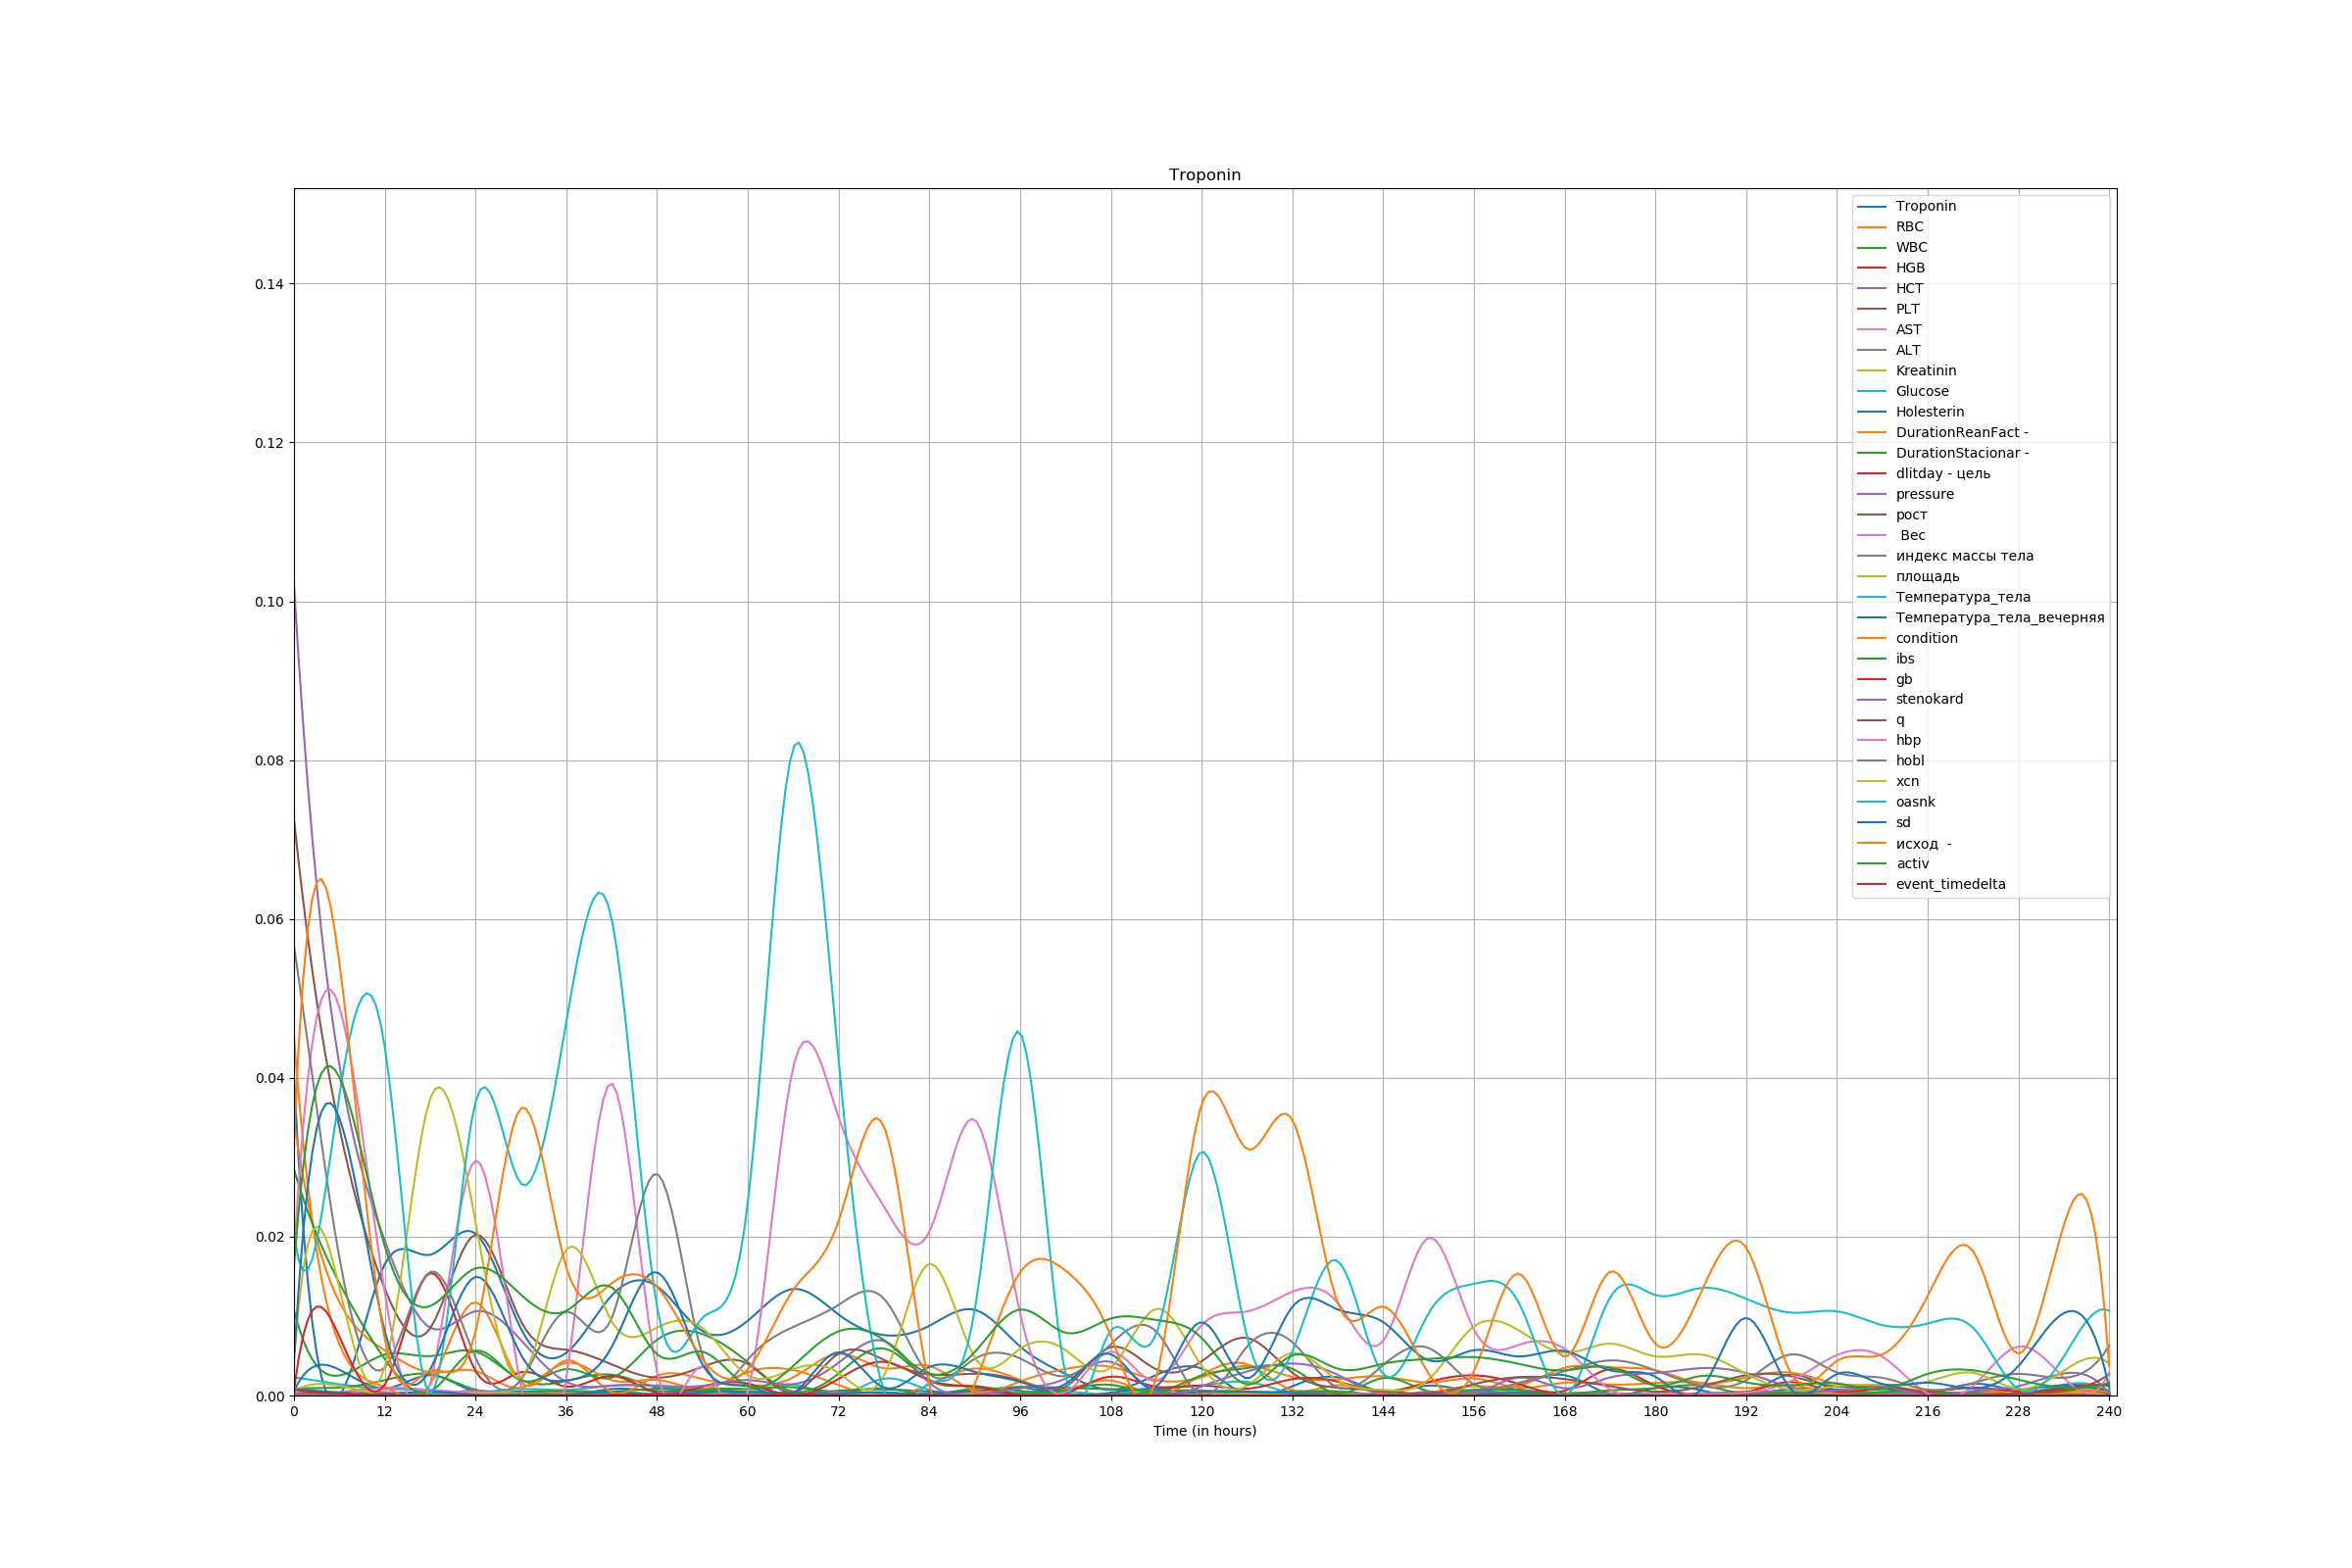 Troponin
0.14
0.12
0.10
0.08
0.06
0.04
0.02
0.00
0 12 24 36 48 60 72 84 96 108 120 132 144 156 168 180 192 204 216 228 240
Time (in hours)
Troponin
RBC
WBC
HGB
HCT
PLT
AST
ALT
Kreatinin
Glucose
Holesterin
DurationReanFact -
DurationStacionar -
dlitday - цель
pressure
рост
Вес
индекс массы тела
площадь
Температура_тела
Температура_тела_вечерняя
condition
ibs
gb
stenokard
q
hbp
hobl
xcn
oasnk
sd
исход  -
activ
event_timedelta